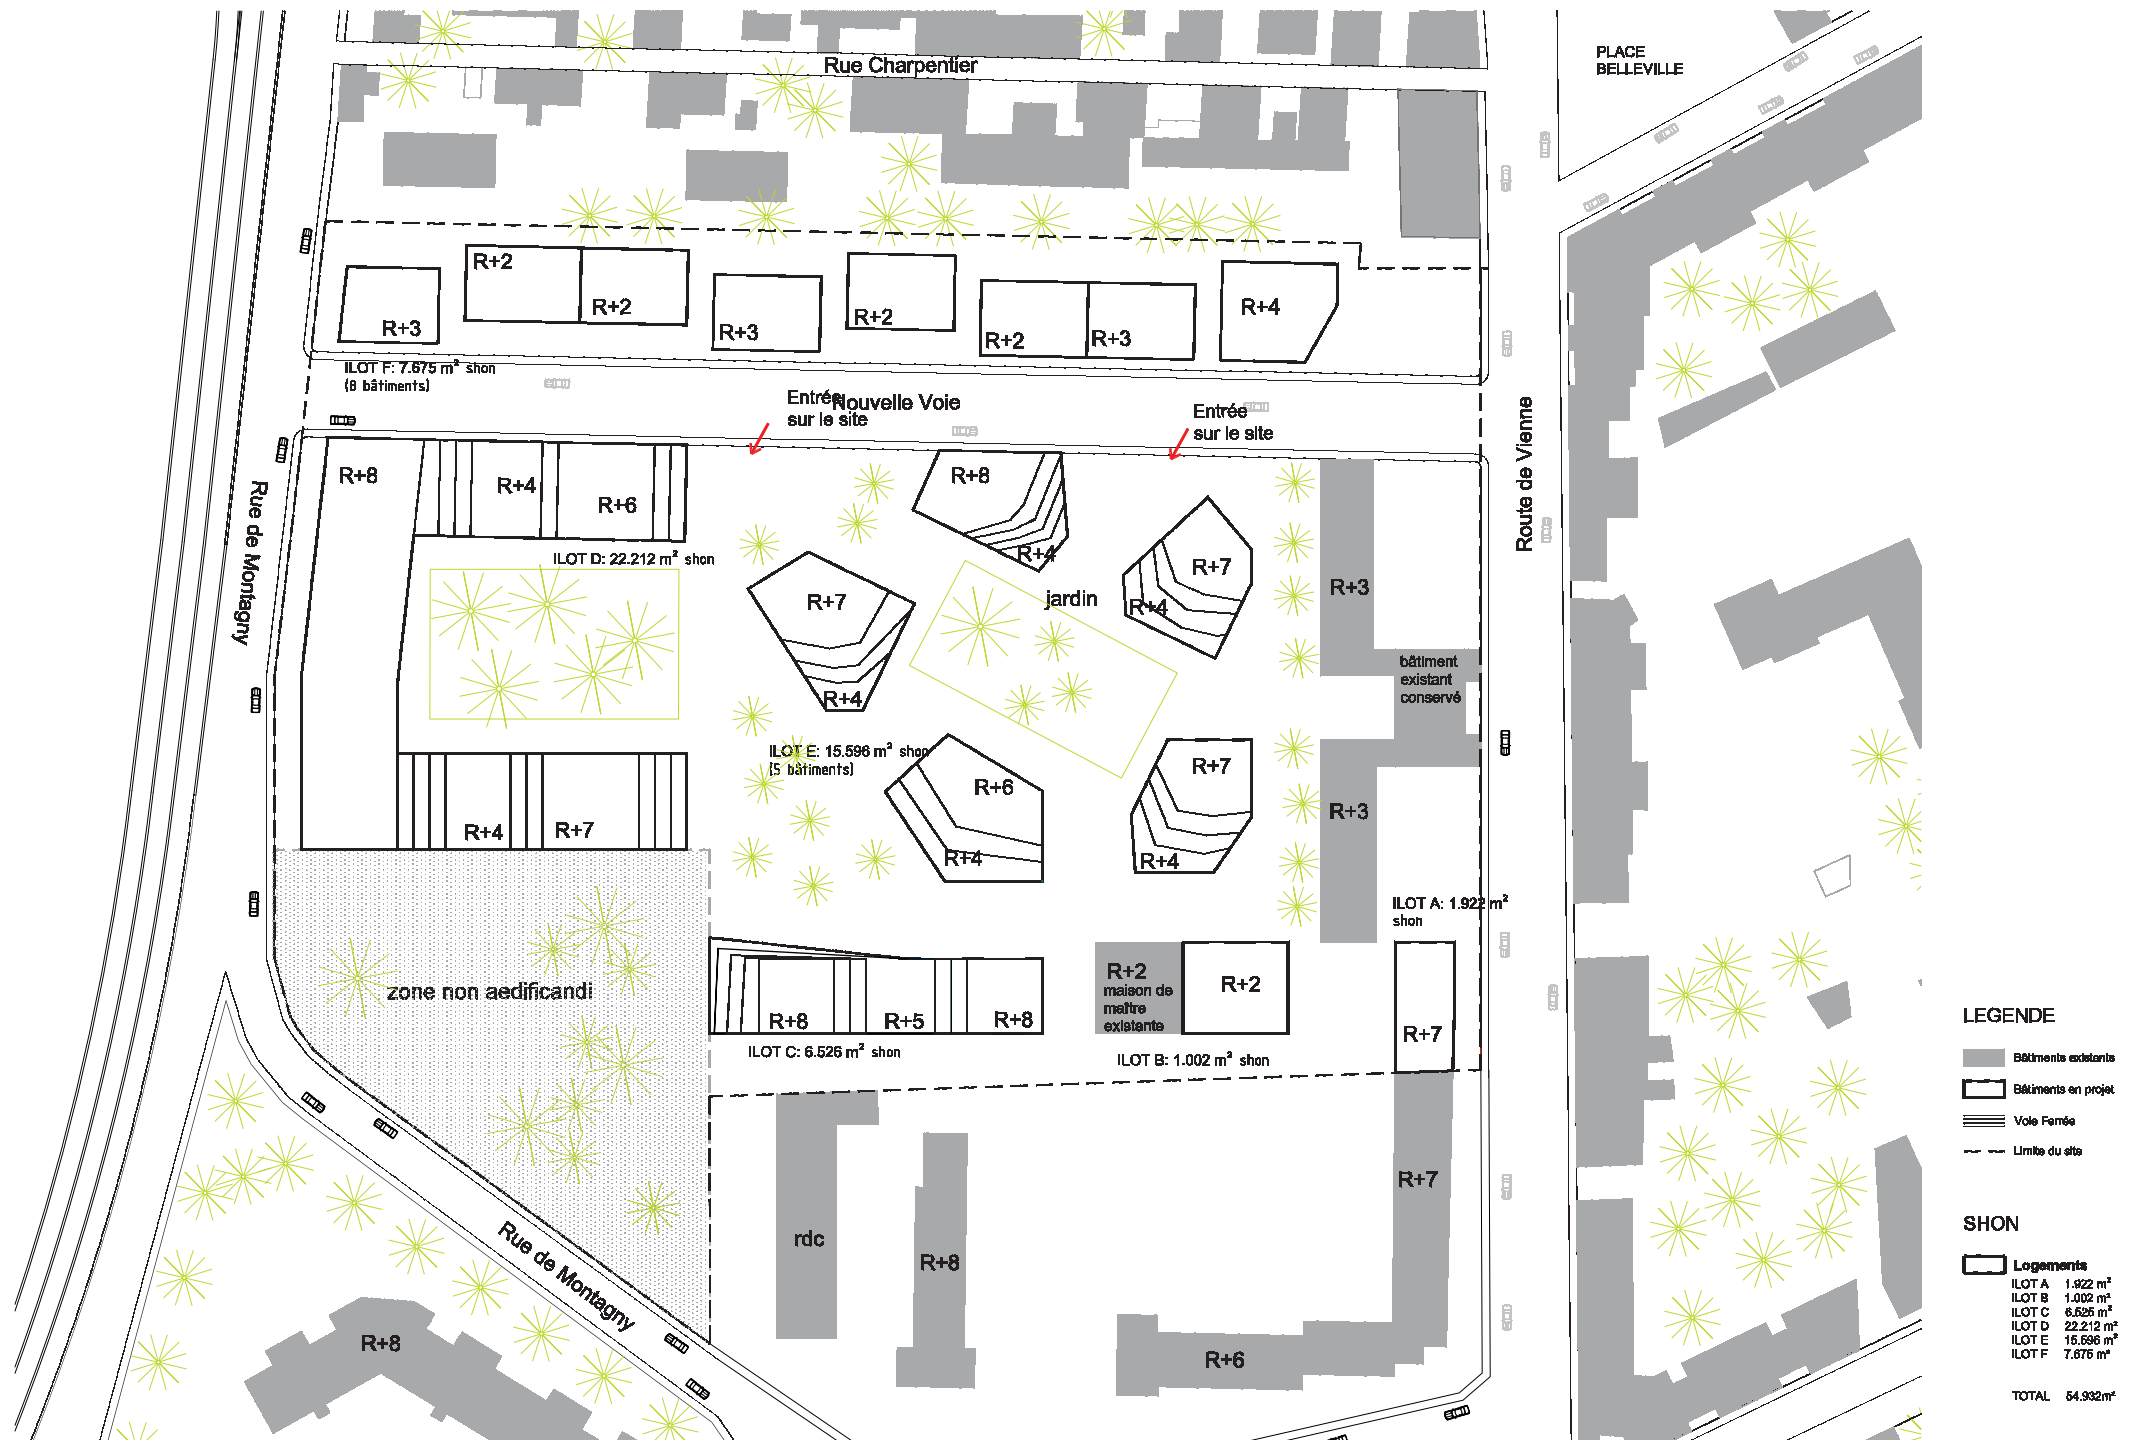 Rue Charpentier
PLACE
BELLEVILLE
R+3
R+2
R+2
R+3
R+2
R+2
R+3
R+4
ILOT F: 7.675 m² shon
(8 bâtiments)
Entrée
sur le site
Nouvelle Voie
Entrée
sur le site
Route de Vienne
Rue de Montagny
R+8
R+4
R+6
ILOT D: 22.212 m² shon
R+8
R+4
R+7
R+4
R+7
R+4
jardin
R+3
bâtiment
existant
conservé
ILOT E: 15.596 m² shon
(5 bâtiments)
R+6
R+4
R+7
R+4
R+3
R+4
R+7
ILOT A: 1.922 m²
shon
zone non aedificandi
R+8
R+5
R+8
ILOT C: 6.526 m² shon
R+2
maison de
maître
existante
R+2
ILOT B: 1.002 m² shon
R+7
R+7
rdc
R+8
R+6
Rue de Montagny
R+8
LEGENDE
Bâtiments existants
Bâtiments en projet
Voie Ferrée
Limite du site
SHON
Logements
ILOT A 1.922 m²
ILOT B 1.002 m²
ILOT C 6.525 m²
ILOT D 22.212 m²
ILOT E 15.596 m²
ILOT F 7.675 m²
TOTAL 54.932m²